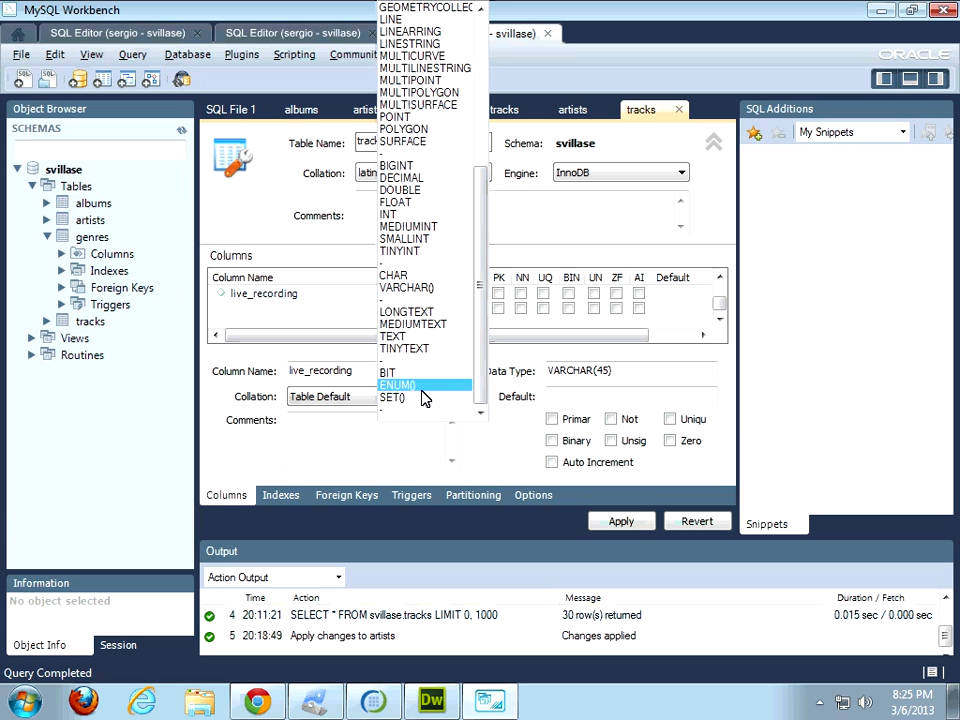 MySQL Workbench
SQL Editor (sergio - svillase)
SQL Editor (sergio - svillase)
- svillase)
File Edit View Query Database Plugins Scripting Communit
ORACLE
Object Browser
SCHEMAS
svillase
Tables
albums
artists
genres
Columns
Indexes
Foreign Keys
Triggers
tracks
Views
Routines
Information
No object selected
Object Info Session
SQL File 1 albums artist tracks artists tracks
Table Name: track
Schema: svillase
Collation: latin
Engine: InnoDB
Comments:
Columns
Column Name PK NN UQ BIN UN ZF AI Default
live_recording
Column Name: live_recording
Data Type: VARCHAR(45)
Collation: Table Default
Default:
Comments:
Primar Not Uniqu
Binary Unsig Zero
Auto Increment
GEOMETRYCOLLEC
LINE
LINEARRING
LINESTRING
MULTICURVE
MULTILINESTRING
MULTIPOINT
MULTIPOLYGON
MULTISURFACE
POINT
POLYGON
SURFACE
-
BIGINT
DECIMAL
DOUBLE
FLOAT
INT
MEDIUMINT
SMALLINT
TINYINT
-
CHAR
VARCHAR()
-
LONGTEXT
MEDIUMTEXT
TEXT
TINYTEXT
-
BIT
ENUM()
SET()
-
Columns Indexes Foreign Keys Triggers Partitioning Options
Apply Revert
SQL Additions
My Snippets
Snippets
Output
Action Output
Time Action Message Duration / Fetch
4 20:11:21 SELECT * FROM svillase.tracks LIMIT 0, 1000 30 row(s) returned 0.015 sec / 0.000 sec
5 20:18:49 Apply changes to artists Changes applied
Query Completed
Dw
8:25 PM
3/6/2013